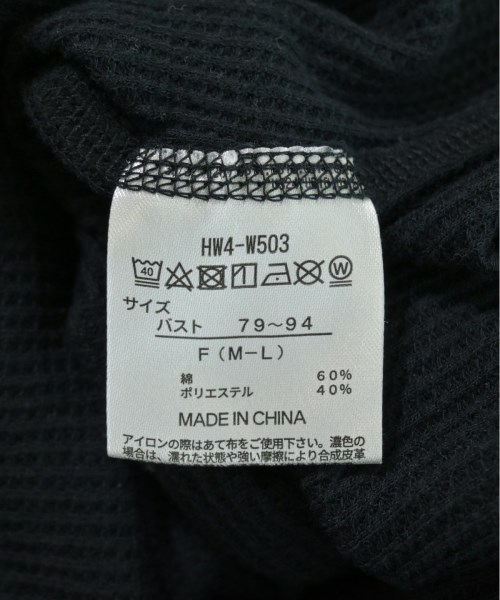 HW4-W503
40 W
サイズ
バスト 79～94
F (M-L)
綿 60%
ポリエステル 40%
MADE IN CHINA
アイロンの際はあて布をご使用下さい。濃色の
場合は、濡れた状態や強い摩擦により合成皮革